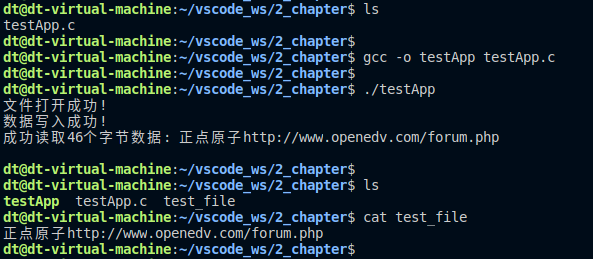 dt@dt-virtual-machine:~/vscode_ws/2_chapter$ ls
testApp.c
dt@dt-virtual-machine:~/vscode_ws/2_chapter$
dt@dt-virtual-machine:~/vscode_ws/2_chapter$ gcc -o testApp testApp.c
dt@dt-virtual-machine:~/vscode_ws/2_chapter$
dt@dt-virtual-machine:~/vscode_ws/2_chapter$ ./testApp
文件打开成功!
数据写入成功!
成功读取46个字节数据: 正点原子http://www.openedv.com/forum.php
dt@dt-virtual-machine:~/vscode_ws/2_chapter$
dt@dt-virtual-machine:~/vscode_ws/2_chapter$ ls
testApp  testApp.c  test_file
dt@dt-virtual-machine:~/vscode_ws/2_chapter$ cat test_file
正点原子http://www.openedv.com/forum.php
dt@dt-virtual-machine:~/vscode_ws/2_chapter$